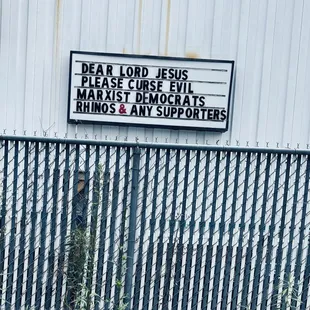 DEAR LORD JESUS
PLEASE CURSE EVIL
MARXIST DEMOCRATS
RHINOS & ANY SUPPORTERS